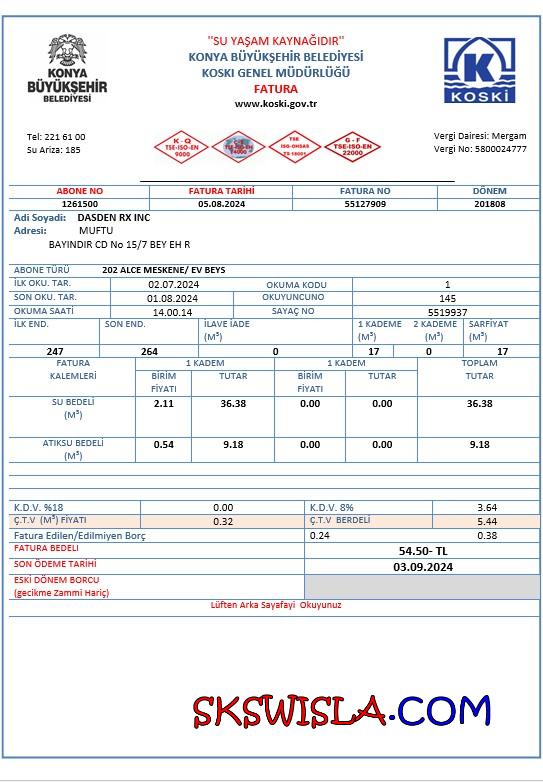 "SU YAŞAM KAYNAĞIDIR"
KONYA BÜYÜKŞEHİR BELEDİYESİ
KOSKI GENEL MÜDÜRLÜĞÜ
FATURA
www.koski.gov.tr
KONYA
BÜYÜKŞEHİR
BELEDİYESİ
KOSKİ
Tel: 221 61 00
Su Ariza: 185
K - Q
TSE-ISO-EN
9000
TSE-ISO-EN
14000
TSE
ISO-OHSAS
TS-18001
G - F
TSE-ISO-EN
22000
Vergi Dairesi: Mergam
Vergi No: 5800024777
ABONE NO FATURA TARİHİ FATURA NO DÖNEM
1261500 05.08.2024 55127909 201808
Adi Soyadi: DASDEN RX INC
Adresi: MUFTU
BAYINDIR CD No 15/7 BEY EH R
ABONE TÜRÜ 202 ALCE MESKENE/ EV BEYS
İLK OKU. TAR. 02.07.2024 OKUMA KODU 1
SON OKU. TAR. 01.08.2024 OKUYUCUNO 145
OKUMA SAATİ 14.00.14 SAYAÇ NO 5519937
İLK END. SON END. İLAVE İADE 1 KADEME 2 KADEME SARFİYAT
(M³) (M³) (M³) (M³)
247 264 0 17 0 17
FATURA 1 KADEM 1 KADEM TOPLAM
KALEMLERİ BİRİM TUTAR BİRİM TUTAR TUTAR
FİYATI FİYATI
SU BEDELİ 2.11 36.38 0.00 0.00 36.38
(M³)
ATIKSU BEDELİ 0.54 9.18 0.00 0.00 9.18
(M³)
K.D.V. %18 0.00 K.D.V. 8% 3.64
Ç.T.V (M³) FİYATI 0.32 Ç.T.V BERDELİ 5.44
Fatura Edilen/Edilmiyen Borç 0.24 0.38
FATURA BEDELI 54.50- TL
SON ÖDEME TARİHİ 03.09.2024
ESKİ DÖNEM BORCU
(gecikme Zammi Hariç)
Lüften Arka Sayafayi Okuyunuz
SKSWISLA.COM